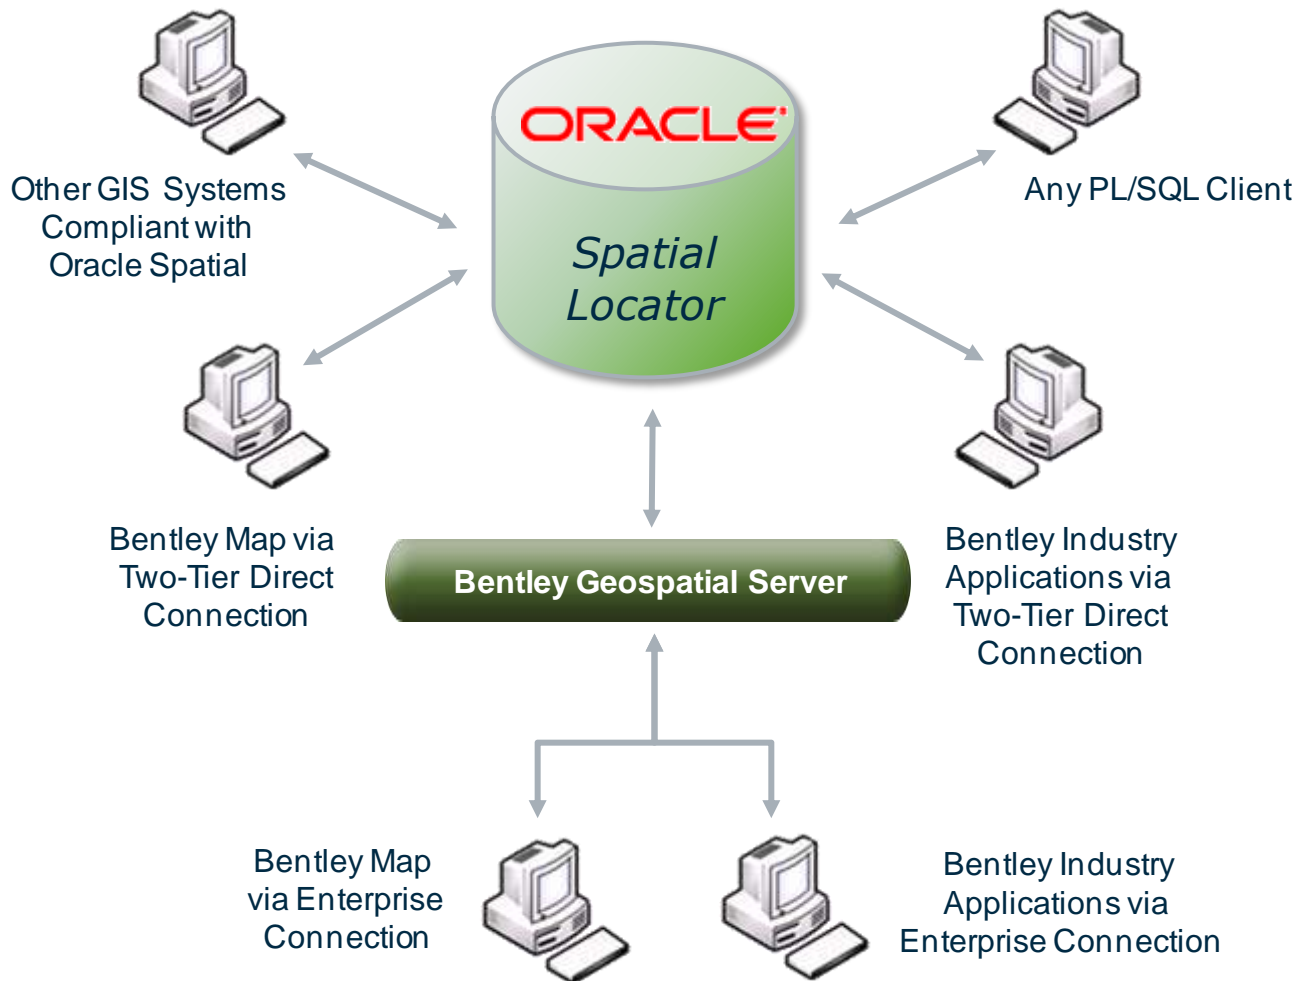 ORACLE
Spatial
Locator
Other GIS Systems
Compliant with
Oracle Spatial
Any PL/SQL Client
Bentley Map via
Two-Tier Direct
Connection
Bentley Geospatial Server
Bentley Industry
Applications via
Two-Tier Direct
Connection
Bentley Map
via Enterprise
Connection
Bentley Industry
Applications via
Enterprise Connection